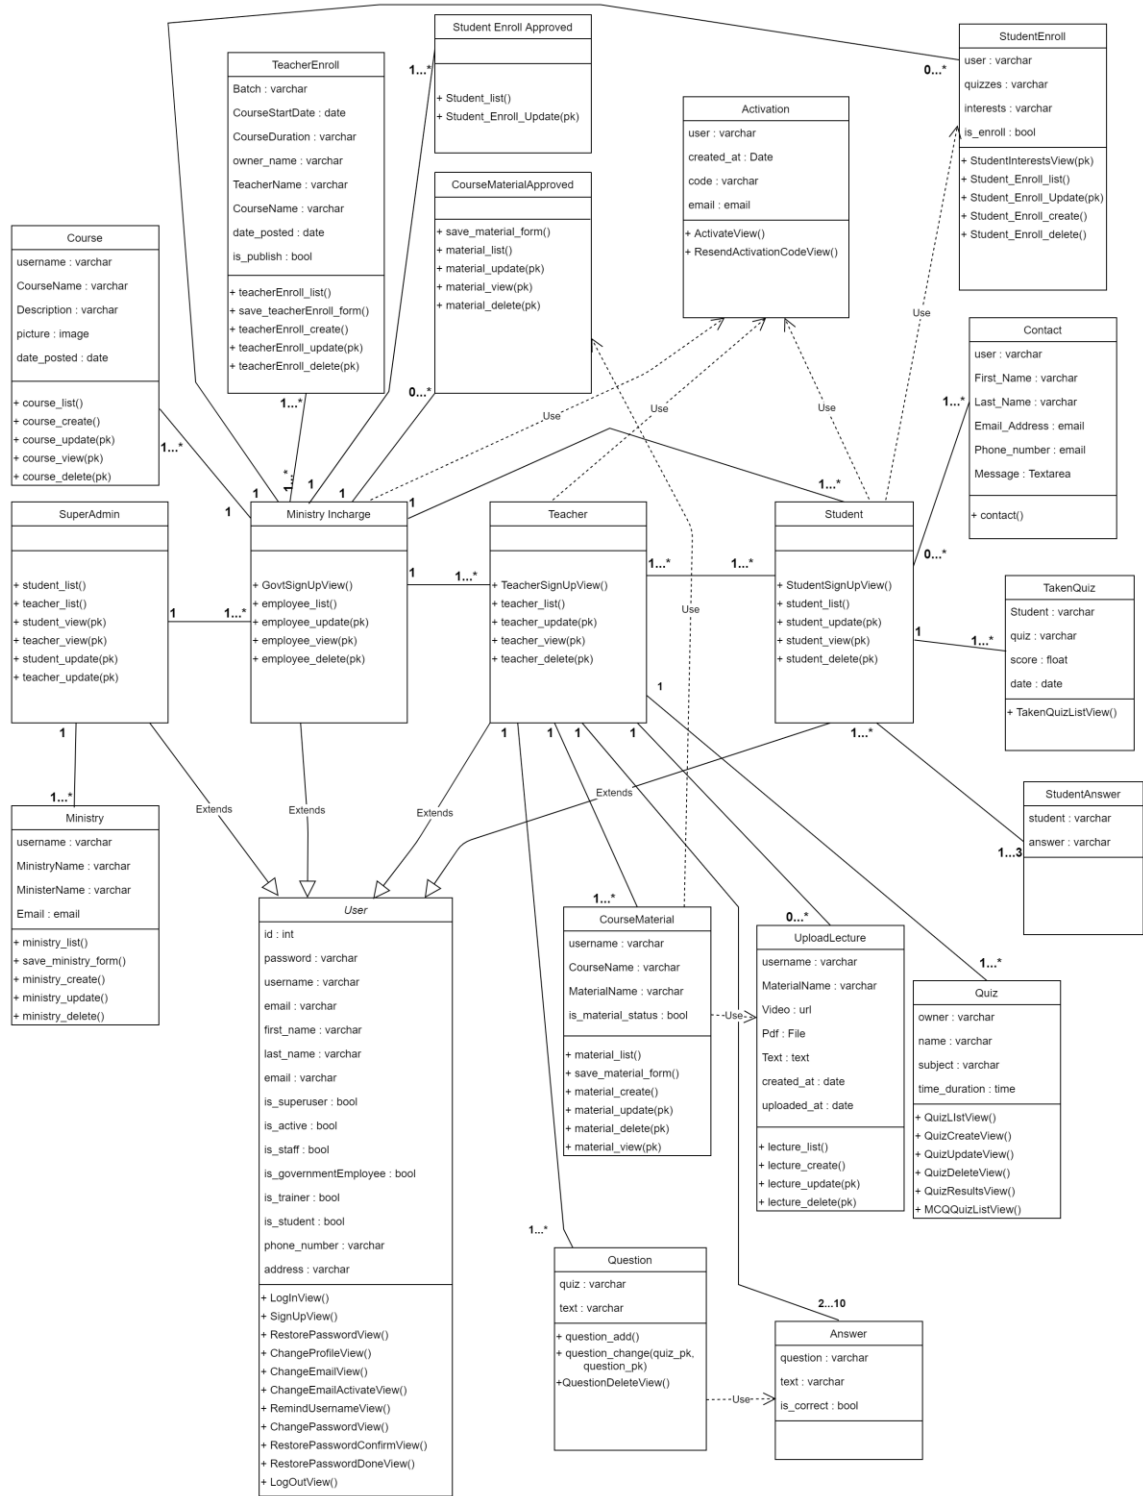 Student Enroll Approved
+ Student_list()
+ Student_Enroll_Update(pk)
StudentEnroll
user : varchar
quizzes : varchar
interests : varchar
is_enroll : bool
+ StudentInterestsView(pk)
+ Student_Enroll_list()
+ Student_Enroll_Update(pk)
+ Student_Enroll_create()
+ Student_Enroll_delete()
TeacherEnroll
Batch : varchar
CourseStartDate : date
CourseDuration : varchar
owner_name : varchar
TeacherName : varchar
CourseName : varchar
date_posted : date
is_publish : bool
+ teacherEnroll_list()
+ save_teacherEnroll_form()
+ teacherEnroll_create()
+ teacherEnroll_update(pk)
+ teacherEnroll_delete(pk)
1...*
0...*
Activation
user : varchar
created_at : Date
code : varchar
email : email
+ ActivateView()
+ ResendActivationCodeView()
CourseMaterialApproved
+ save_material_form()
+ material_list()
+ material_update(pk)
+ material_view(pk)
+ material_delete(pk)
Course
username : varchar
CourseName : varchar
Description : varchar
picture : image
date_posted : date
+ course_list()
+ course_create()
+ course_update(pk)
+ course_view(pk)
+ course_delete(pk)
Contact
user : varchar
First_Name : varchar
Last_Name : varchar
Email_Address : email
Phone_number : email
Message : Textarea
+ contact()
Use
0...*
1...*
1...*
Use
Use
Use
1...*
1...*
1
1
1
1
1...*
0...*
SuperAdmin
+ student_list()
+ teacher_list()
+ student_view(pk)
+ teacher_view(pk)
+ student_update(pk)
+ teacher_update(pk)
Ministry Incharge
+ GovtSignUpView()
+ employee_list()
+ employee_update(pk)
+ employee_view(pk)
+ employee_delete(pk)
Teacher
+ TeacherSignUpView()
+ teacher_list()
+ teacher_update(pk)
+ teacher_view(pk)
+ teacher_delete(pk)
Student
+ StudentSignUpView()
+ student_list()
+ student_update(pk)
+ student_view(pk)
+ student_delete(pk)
1
1...*
1...*
1...*
1
1...*
Use
1
1...*
TakenQuiz
Student : varchar
quiz : varchar
score : float
date : date
+ TakenQuizListView()
1
1
1
1
1
1
1...*
1...*
Extends
Extends
Extends
Extends
StudentAnswer
student : varchar
answer : varchar
1...3
Ministry
username : varchar
MinistryName : varchar
MinisterName : varchar
Email : email
+ ministry_list()
+ save_ministry_form()
+ ministry_create()
+ ministry_update()
+ ministry_delete()
User
id : int
password : varchar
username : varchar
email : varchar
first_name : varchar
last_name : varchar
email : varchar
is_superuser : bool
is_active : bool
is_staff : bool
is_governmentEmployee : bool
is_trainer : bool
is_student : bool
phone_number : varchar
address : varchar
+ LogInView()
+ SignUpView()
+ RestorePasswordView()
+ ChangeProfileView()
+ ChangeEmailView()
+ ChangeEmailActivateView()
+ RemindUsernameView()
+ ChangePasswordView()
+ RestorePasswordConfirmView()
+ RestorePasswordDoneView()
+ LogOutView()
1...*
CourseMaterial
username : varchar
CourseName : varchar
MaterialName : varchar
is_material_status : bool
+ material_list()
+ save_material_form()
+ material_create()
+ material_update(pk)
+ material_delete(pk)
+ material_view(pk)
Use
0...*
UploadLecture
username : varchar
MaterialName : varchar
Video : url
Pdf : File
Text : text
created_at : date
uploaded_at : date
+ lecture_list()
+ lecture_create()
+ lecture_update(pk)
+ lecture_delete(pk)
1...*
Quiz
owner : varchar
name : varchar
subject : varchar
time_duration : time
+ QuizLIstView()
+ QuizCreateView()
+ QuizUpdateView()
+ QuizDeleteView()
+ QuizResultsView()
+ MCQQuizListView()
1...*
Question
quiz : varchar
text : varchar
+ question_add()
+ question_change(quiz_pk,
question_pk)
+QuestionDeleteView()
Use
2...10
Answer
question : varchar
text : varchar
is_correct : bool